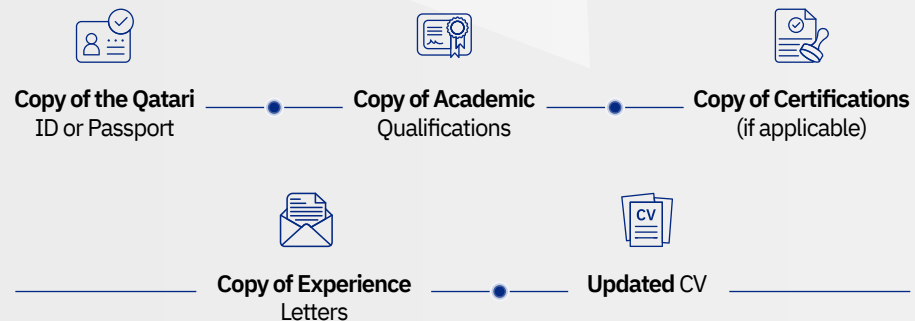 Copy of the Qatari
ID or Passport
Copy of Academic
Qualifications
Copy of Certifications
(if applicable)
CV
Copy of Experience
Letters
Updated CV